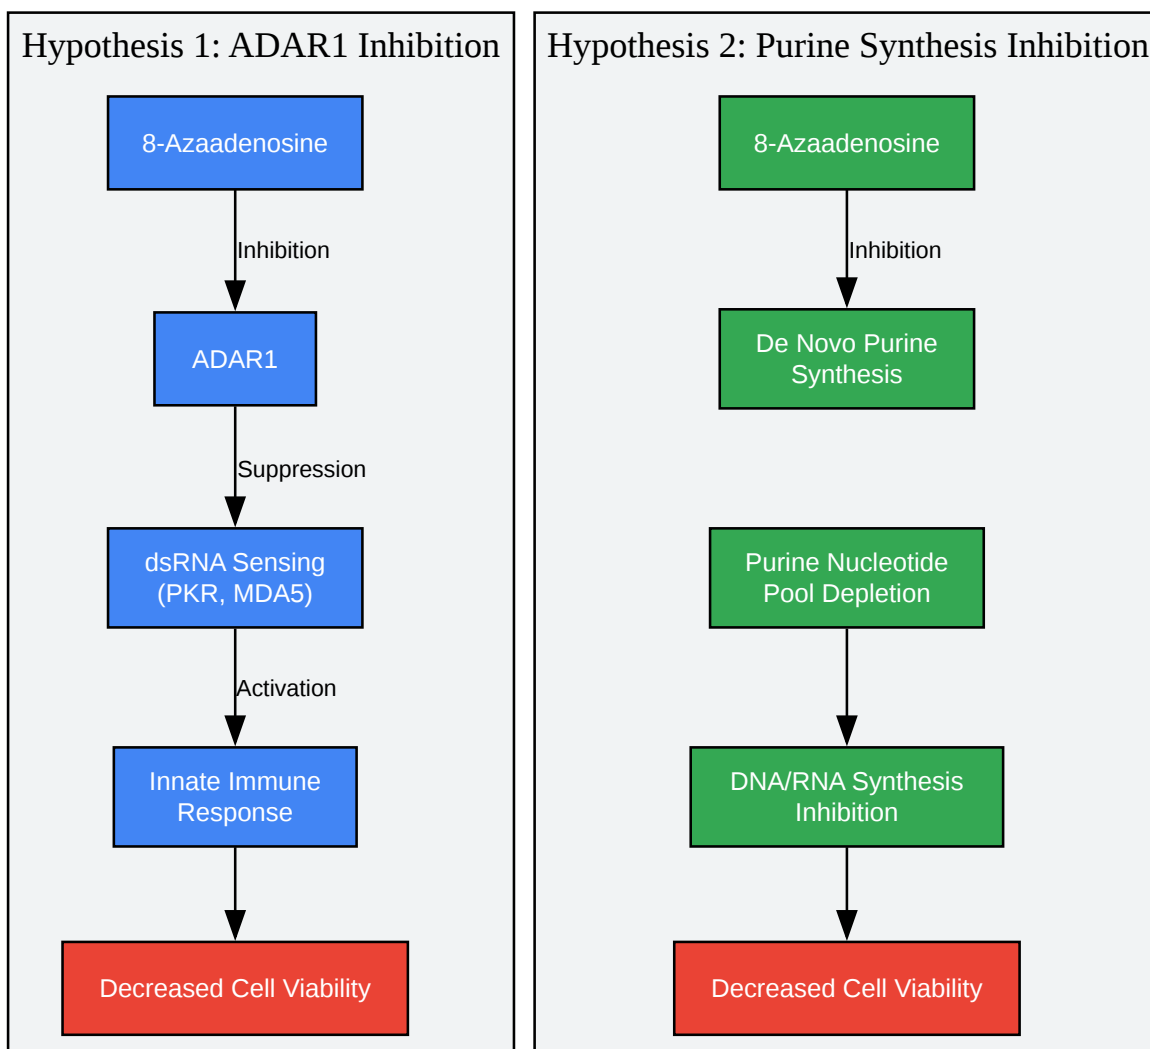 Hypothesis 1: ADAR1 Inhibition
8-Azaadenosine
Inhibition
ADAR1
Suppression
dsRNA Sensing
(PKR, MDA5)
Activation
Innate Immune
Response
Decreased Cell Viability
Hypothesis 2: Purine Synthesis Inhibition
8-Azaadenosine
Inhibition
De Novo Purine
Synthesis
Purine Nucleotide
Pool Depletion
DNA/RNA Synthesis
Inhibition
Decreased Cell Viability